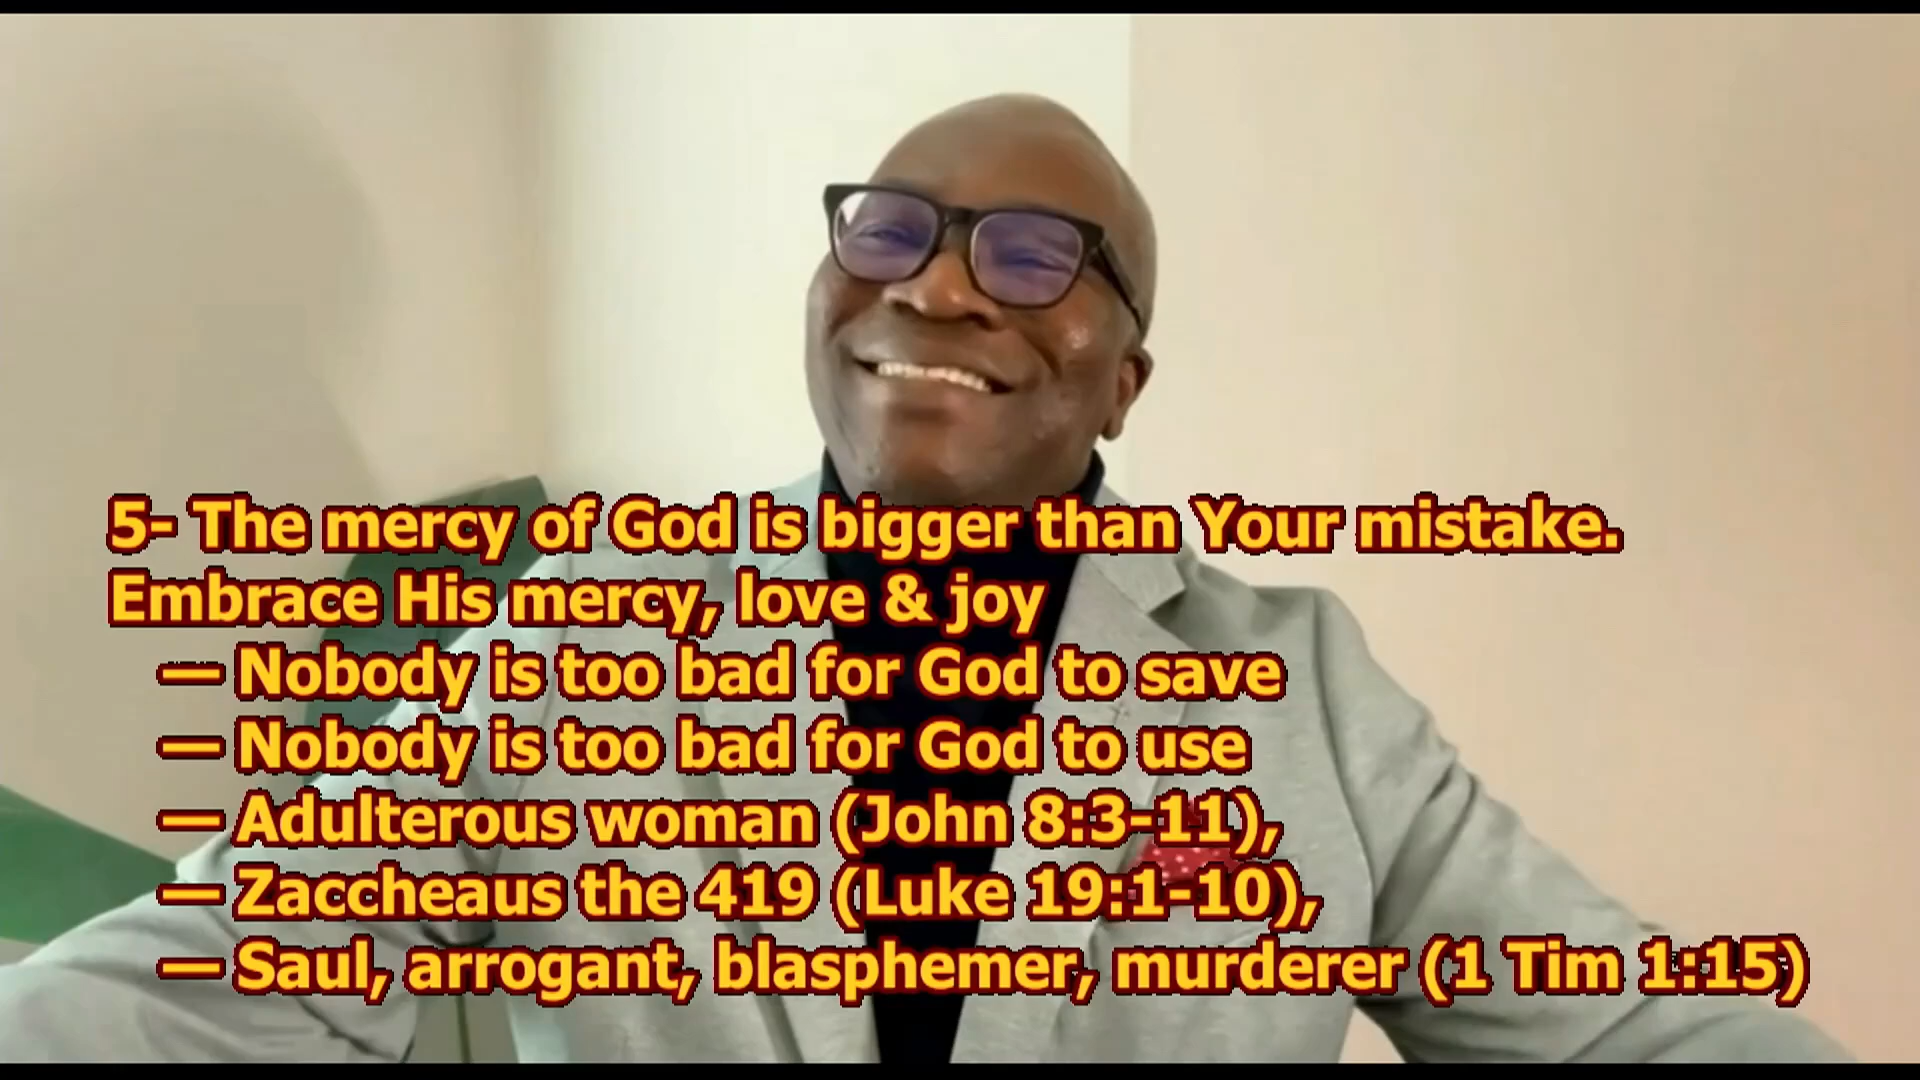 5- The mercy of God is bigger than Your mistake.
Embrace His mercy, love & joy
— Nobody is too bad for God to save
— Nobody is too bad for God to use
— Adulterous woman (John 8:3-11),
— Zaccheaus the 419 (Luke 19:1-10),
— Saul, arrogant, blasphemer, murderer (1 Tim 1:15)